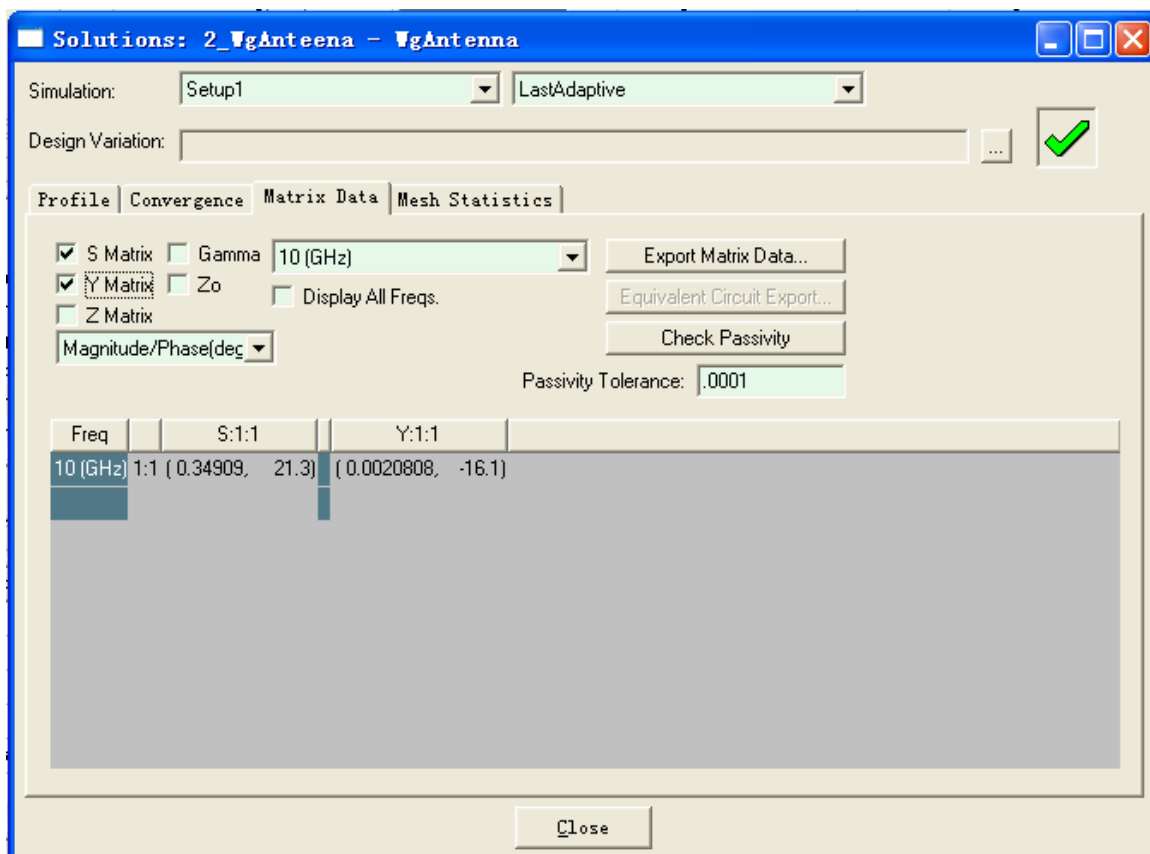 Solutions: 2_WgAnteena - WgAntenna
Simulation: Setup1 LastAdaptive
Design Variation: ...
Profile Convergence Matrix Data Mesh Statistics
S Matrix Gamma 10 (GHz) Export Matrix Data...
Y Matrix Zo Display All Freqs. Equivalent Circuit Export...
Z Matrix Check Passivity
Magnitude/Phase(deg
Passivity Tolerance: .0001
Freq S:1:1 Y:1:1
10 (GHz) 1:1 ( 0.34909, 21.3) ( 0.0020808, -16.1)
Close